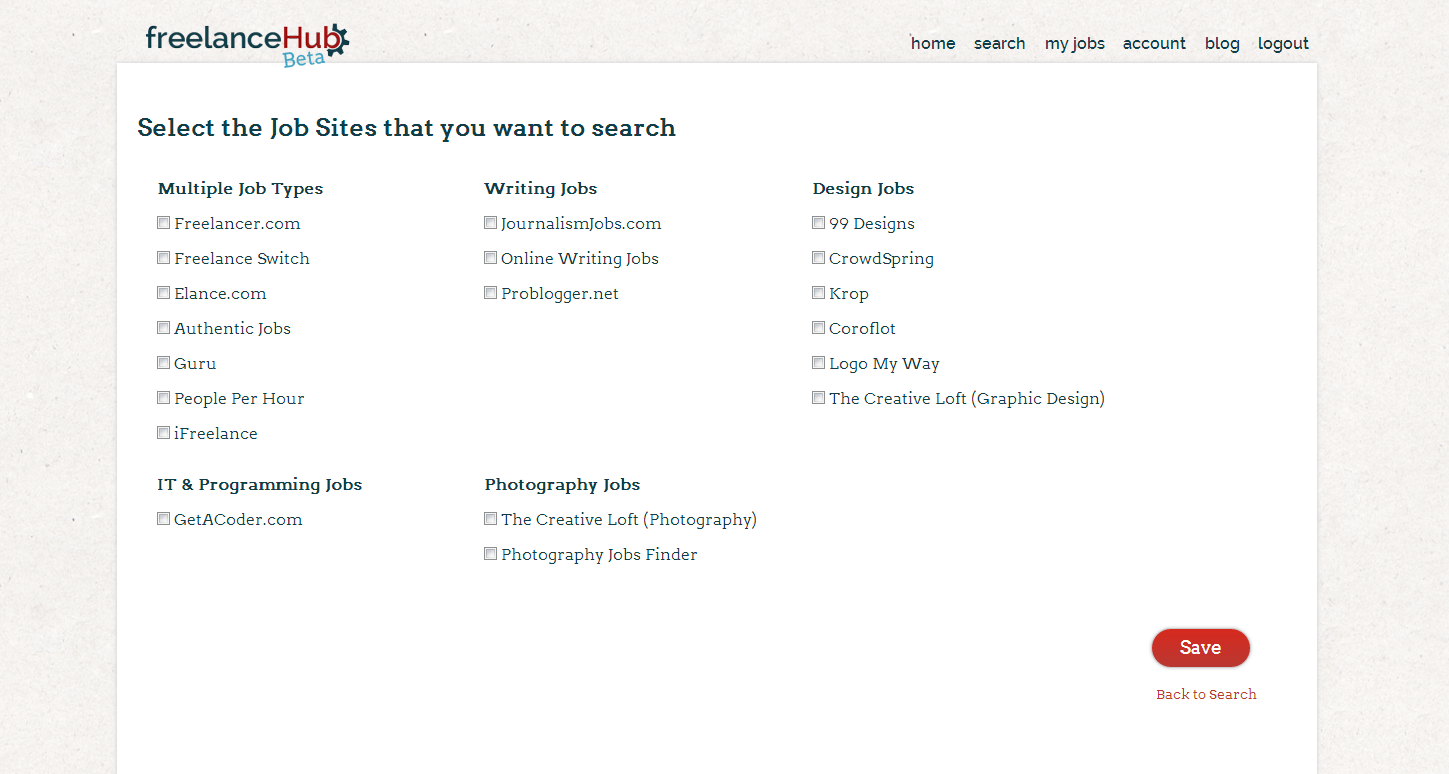 freelanceHub
Beta
home search my jobs account blog logout
Select the Job Sites that you want to search
Multiple Job Types
Freelancer.com
Freelance Switch
Elance.com
Authentic Jobs
Guru
People Per Hour
iFreelance
Writing Jobs
JournalismJobs.com
Online Writing Jobs
Problogger.net
Design Jobs
99 Designs
CrowdSpring
Krop
Coroflot
Logo My Way
The Creative Loft (Graphic Design)
IT & Programming Jobs
GetACoder.com
Photography Jobs
The Creative Loft (Photography)
Photography Jobs Finder
Save
Back to Search